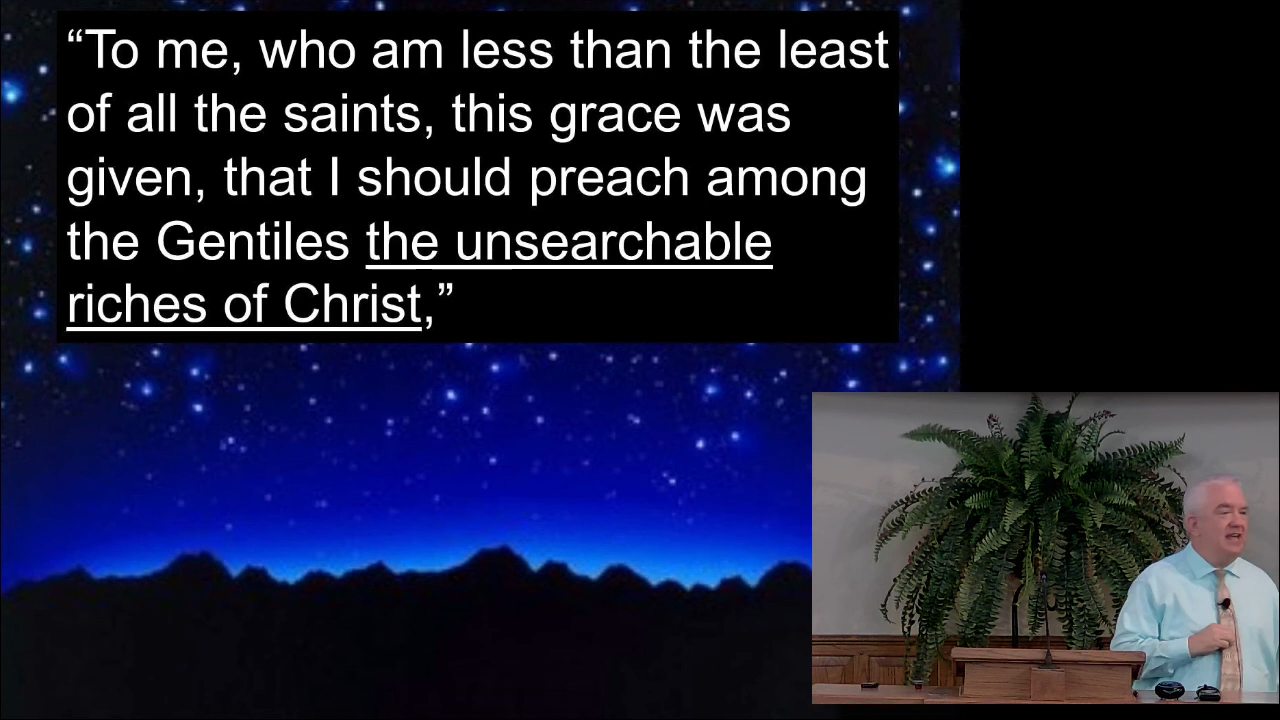 “To me, who am less than the least
of all the saints, this grace was
given, that I should preach among
the Gentiles the unsearchable
riches of Christ,”